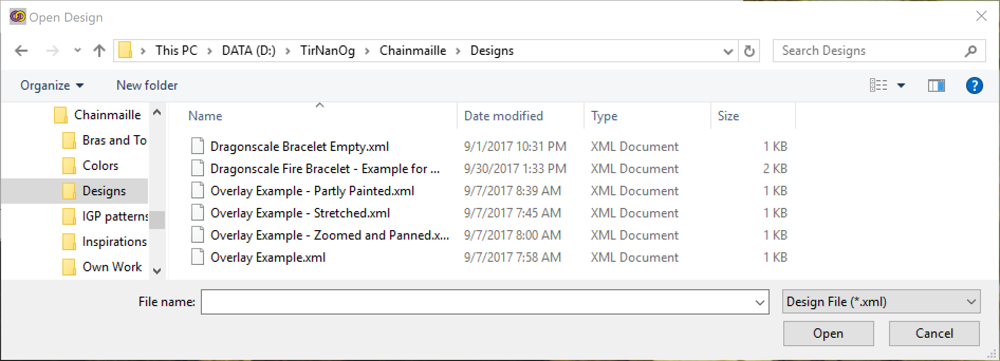 Open Design
This PC > DATA (D:) > TirNanOg > Chainmaille > Designs
Search Designs
Organize
New folder
Chainmaille
Bras and To
Colors
Designs
IGP patterns
Inspirations
Own Work
Name Date modified Type Size
Dragonscale Bracelet Empty.xml 9/1/2017 10:31 PM XML Document 1 KB
Dragonscale Fire Bracelet - Example for ... 9/30/2017 1:33 PM XML Document 2 KB
Overlay Example - Partly Painted.xml 9/7/2017 8:39 AM XML Document 1 KB
Overlay Example - Stretched.xml 9/7/2017 7:45 AM XML Document 1 KB
Overlay Example - Zoomed and Panned.x... 9/7/2017 8:00 AM XML Document 1 KB
Overlay Example.xml 9/7/2017 7:58 AM XML Document 1 KB
File name:
Design File (*.xml)
Open Cancel